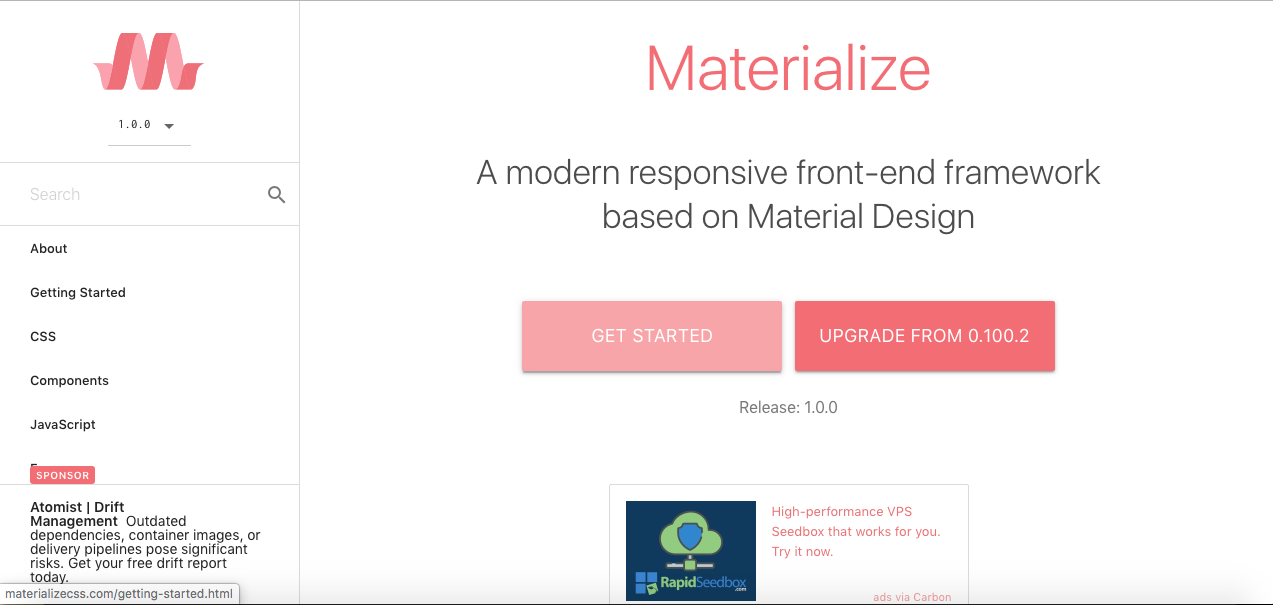 1.0.0
Search
About
Getting Started
CSS
Components
JavaScript
SPONSOR
Atomist | Drift
Management Outdated
dependencies, container images, or
delivery pipelines pose significant
risks. Get your free drift report
today.
materializecss.com/getting-started.html
Materialize
A modern responsive front-end framework
based on Material Design
GET STARTED
UPGRADE FROM 0.100.2
Release: 1.0.0
RapidSeedbox
.com
High-performance VPS
Seedbox that works for you.
Try it now.
ads via Carbon